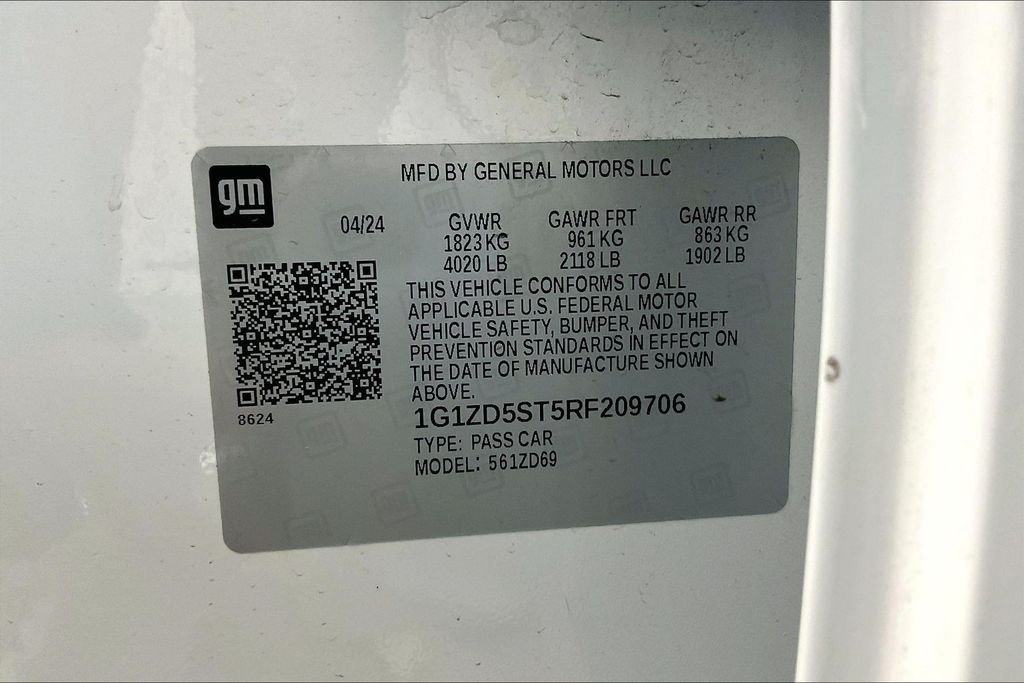 gm
MFD BY GENERAL MOTORS LLC
04/24 GVWR GAWR FRT GAWR RR
1823 KG 961 KG 863 KG
4020 LB 2118 LB 1902 LB
THIS VEHICLE CONFORMS TO ALL
APPLICABLE U.S. FEDERAL MOTOR
VEHICLE SAFETY, BUMPER, AND THEFT
PREVENTION STANDARDS IN EFFECT ON
THE DATE OF MANUFACTURE SHOWN
ABOVE.
8624
1G1ZD5ST5RF209706
TYPE: PASS CAR
MODEL: 561ZD69